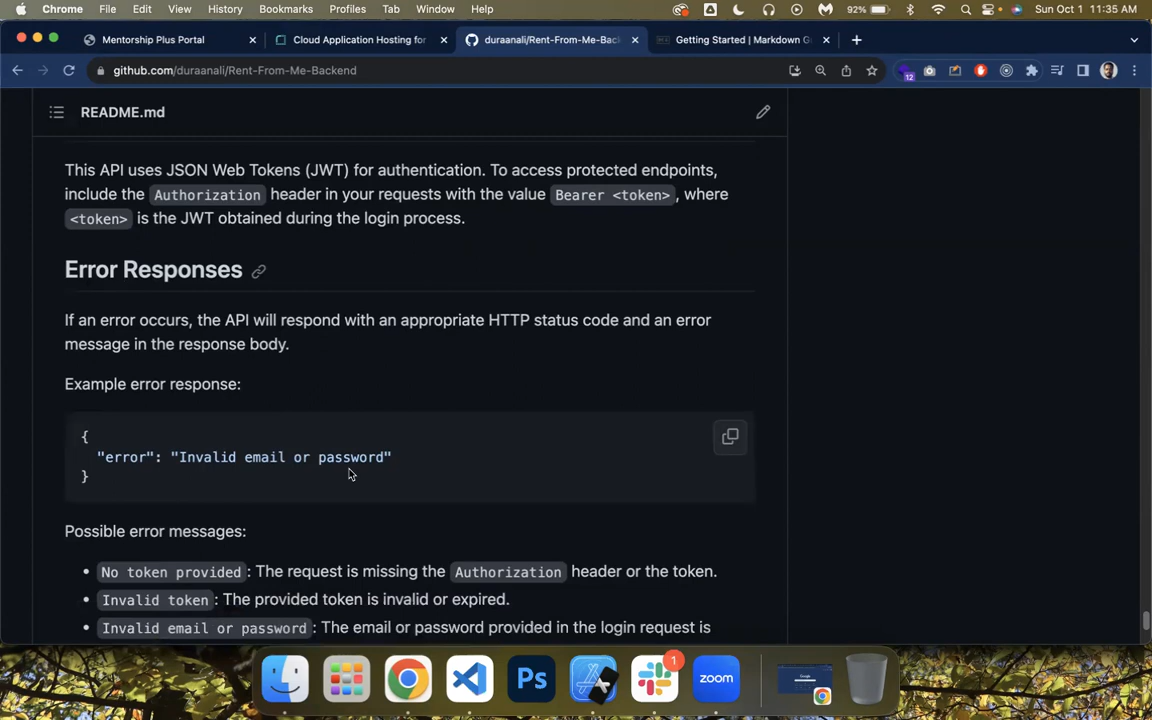 Chrome File Edit View History Bookmarks Profiles Tab Window Help 92% Sun Oct 1 11:35 AM
Mentorship Plus Portal Cloud Application Hosting for duraanali/Rent-From-Me-Back Getting Started | Markdown G
github.com/duraanali/Rent-From-Me-Backend 12
README.md
This API uses JSON Web Tokens (JWT) for authentication. To access protected endpoints,
include the Authorization header in your requests with the value Bearer <token>, where
<token> is the JWT obtained during the login process.
Error Responses
If an error occurs, the API will respond with an appropriate HTTP status code and an error
message in the response body.
Example error response:
{
"error": "Invalid email or password"
}
Possible error messages:
• No token provided: The request is missing the Authorization header or the token.
• Invalid token: The provided token is invalid or expired.
• Invalid email or password: The email or password provided in the login request is
Ps 1 zoom